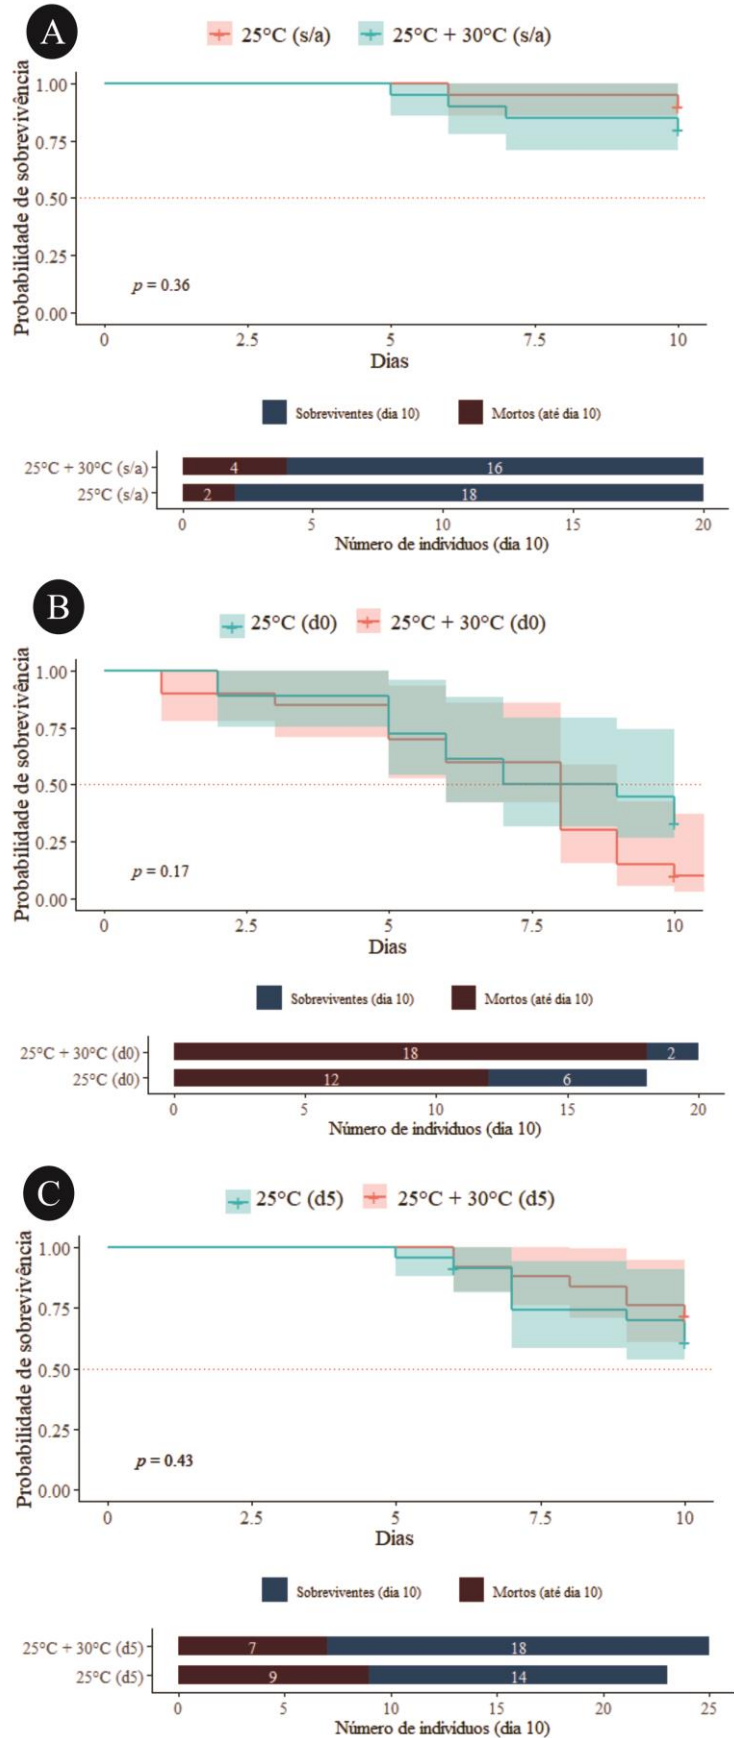 A
25°C (s/a) 25°C + 30°C (s/a)
Probabilidade de sobrevivência
1.00
0.75
0.50
0.25
0.00
p = 0.36
0 2.5 5 7.5 10
Dias
Sobreviventes (dia 10) Mortos (até dia 10)
25°C + 30°C (s/a) 4 16
25°C (s/a) 2 18
0 5 10 15 20
Número de individuos (dia 10)
B
25°C (d0) 25°C + 30°C (d0)
Probabilidade de sobrevivência
1.00
0.75
0.50
0.25
0.00
p = 0.17
0 2.5 5 7.5 10
Dias
Sobreviventes (dia 10) Mortos (até dia 10)
25°C + 30°C (d0) 18 2
25°C (d0) 12 6
0 5 10 15 20
Número de individuos (dia 10)
C
25°C (d5) 25°C + 30°C (d5)
Probabilidade de sobrevivência
1.00
0.75
0.50
0.25
0.00
p = 0.43
0 2.5 5 7.5 10
Dias
Sobreviventes (dia 10) Mortos (até dia 10)
25°C + 30°C (d5) 7 18
25°C (d5) 9 14
0 5 10 15 20 25
Número de individuos (dia 10)